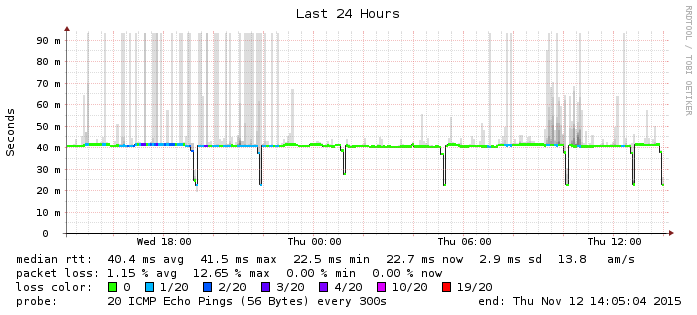 Last 24 Hours
RRDTOOL / TOBI OETIKER
Seconds
90 m
80 m
70 m
60 m
50 m
40 m
30 m
20 m
10 m
0
Wed 18:00 Thu 00:00 Thu 06:00 Thu 12:00
median rtt: 40.4 ms avg 41.5 ms max 22.5 ms min 22.7 ms now 2.9 ms sd 13.8 am/s
packet loss: 1.15 % avg 12.65 % max 0.00 % min 0.00 % now
loss color: 0 1/20 2/20 3/20 4/20 10/20 19/20
probe: 20 ICMP Echo Pings (56 Bytes) every 300s end: Thu Nov 12 14:05:04 2015